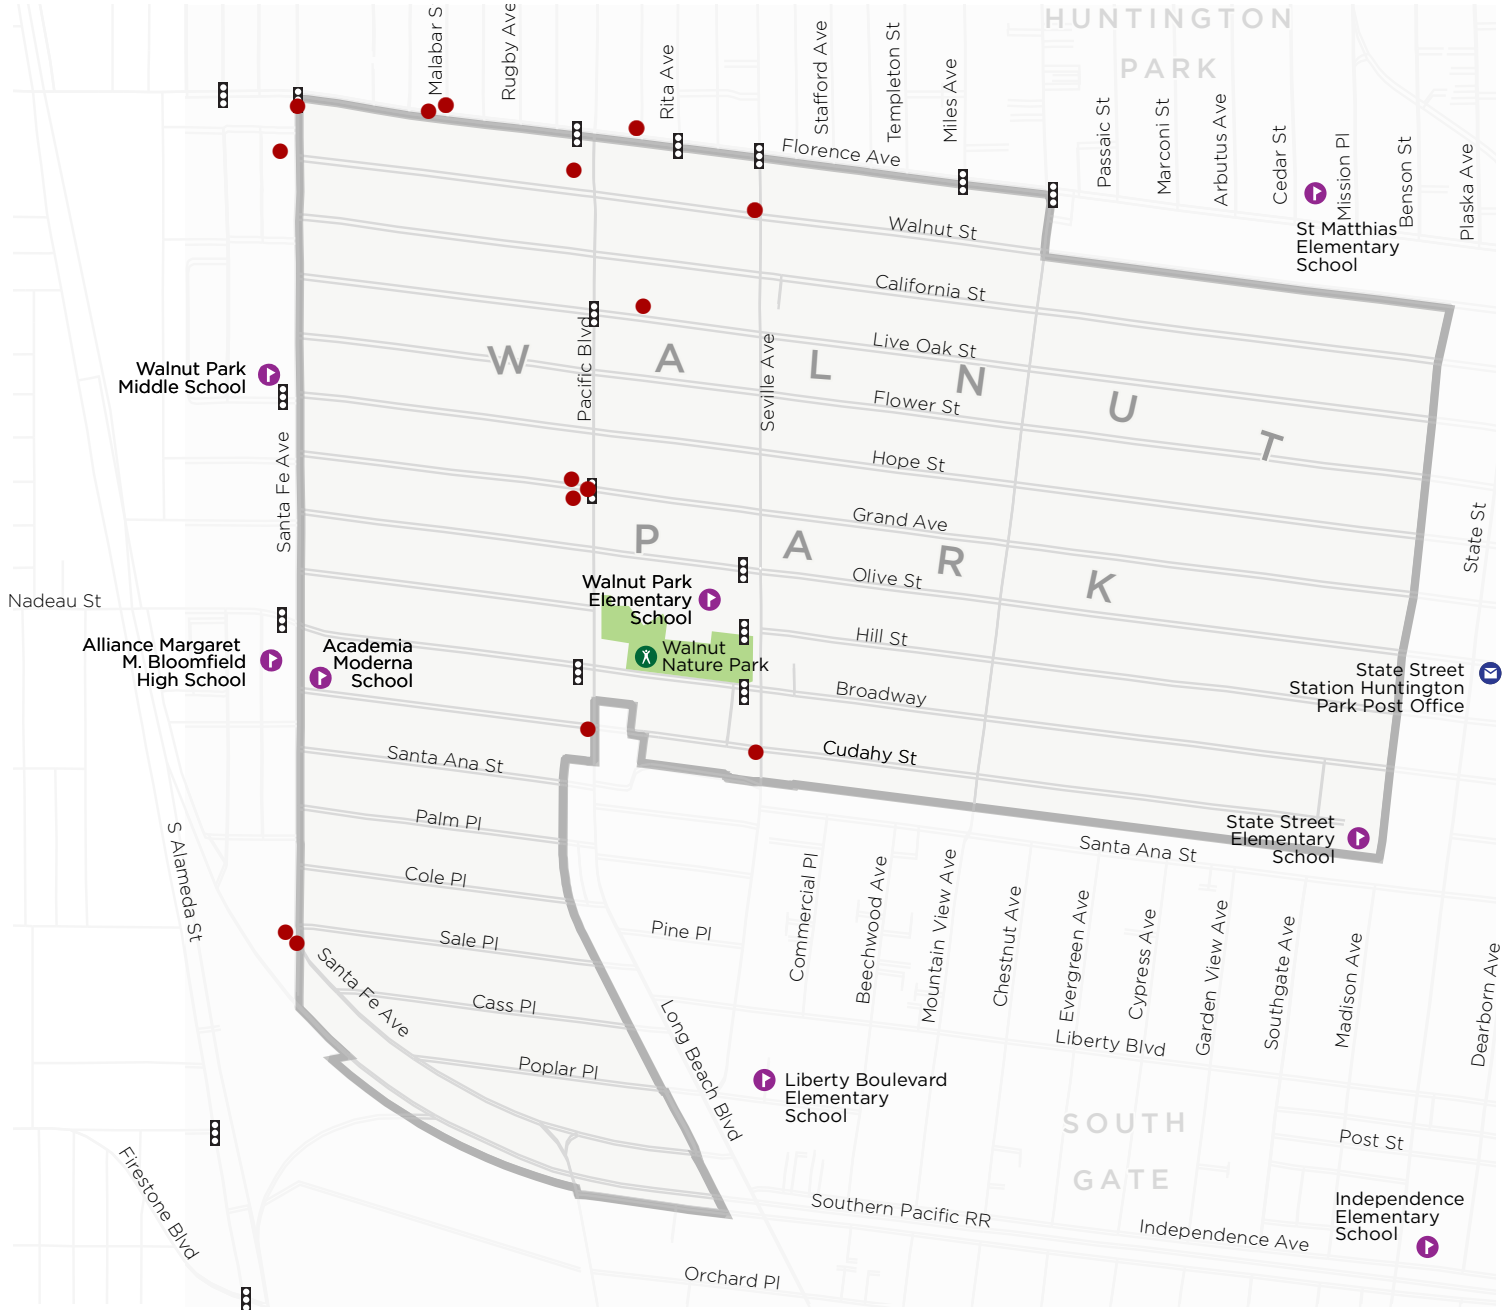 HUNTINGTON
PARK
Malabar S
Rugby Ave
Rita Ave
Stafford Ave
Templeton St
Miles Ave
Passaic St
Marconi St
Arbutus Ave
Cedar St
Mission Pl
Benson St
Plaska Ave
Florence Ave
St Matthias
Elementary
School
Walnut St
California St
Live Oak St
Flower St
Hope St
Grand Ave
Olive St
Hill St
Broadway
Cudahy St
WALNUT
PARK
Pacific Blvd
Seville Ave
Santa Fe Ave
State St
Walnut Park
Middle School
Nadeau St
Alliance Margaret
M. Bloomfield
High School
Academia
Moderna
School
Walnut Park
Elementary
School
Walnut
Nature Park
State Street
Station Huntington
Park Post Office
Santa Ana St
Palm Pl
Cole Pl
Sale Pl
Cass Pl
Poplar Pl
S Alameda St
Santa Fe Ave
State Street
Elementary
School
Santa Ana St
Pine Pl
Commercial Pl
Beechwood Ave
Mountain View Ave
Chestnut Ave
Evergreen Ave
Cypress Ave
Garden View Ave
Southgate Ave
Madison Ave
Dearborn Ave
Long Beach Blvd
Liberty Blvd
Liberty Boulevard
Elementary
School
SOUTH
GATE
Post St
Firestone Blvd
Southern Pacific RR
Independence Ave
Independence
Elementary
School
Orchard Pl